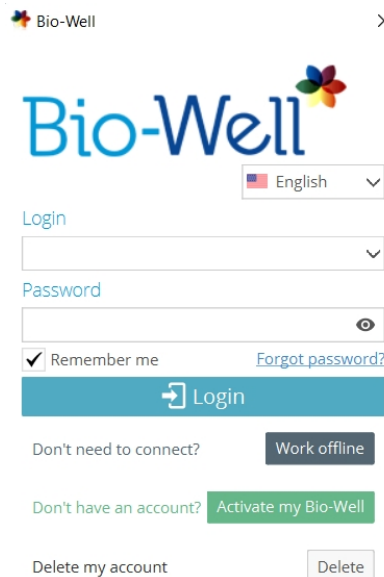 Bio-Well
Bio-Well
English
Login
Password
Remember me Forgot password?
Login
Don't need to connect? Work offline
Don't have an account? Activate my Bio-Well
Delete my account Delete